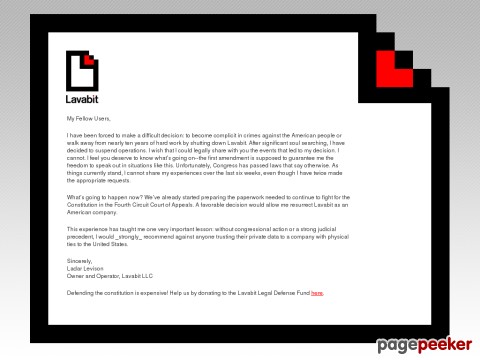 Lavabit
My Fellow Users,
I have been forced to make a difficult decision: to become complicit in crimes against the American people or
walk away from nearly ten years of hard work by shutting down Lavabit. After significant soul searching, I have
decided to suspend operations. I wish that I could legally share with you the events that led to my decision. I
cannot. I feel you deserve to know what's going on--the first amendment is supposed to guarantee me the
freedom to speak out in situations like this. Unfortunately, Congress has passed laws that say otherwise. As
things currently stand, I cannot share my experiences over the last six weeks, even though I have twice made
the appropriate requests.
What's going to happen now? We've already started preparing the paperwork needed to continue to fight for the
Constitution in the Fourth Circuit Court of Appeals. A favorable decision would allow me resurrect Lavabit as an
American company.
This experience has taught me one very important lesson: without congressional action or a strong judicial
precedent, I would _strongly_ recommend against anyone trusting their private data to a company with physical
ties to the United States.
Sincerely,
Ladar Levison
Owner and Operator, Lavabit LLC
Defending the constitution is expensive! Help us by donating to the Lavabit Legal Defense Fund here.
pagepeeker